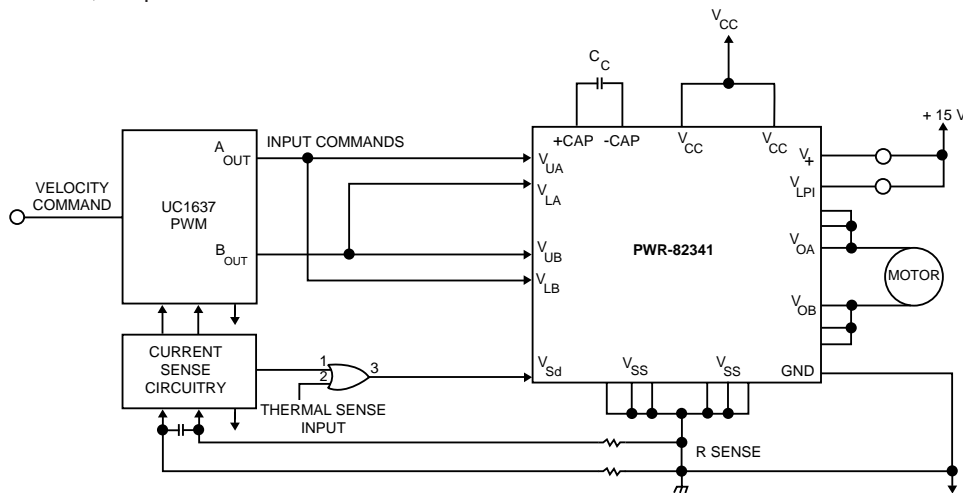 V CC
C C
+ 15 V
INPUT COMMANDS
A OUT
+CAP -CAP
V CC
V CC
V UA
V +
VELOCITY
COMMAND
UC1637
PWM
V LA
V LPI
B OUT
V UB
PWR-82341
V OA
MOTOR
V LB
V OB
CURRENT
SENSE
CIRCUITRY
1
2
3
V Sd
V SS
V SS
GND
THERMAL SENSE
INPUT
R SENSE